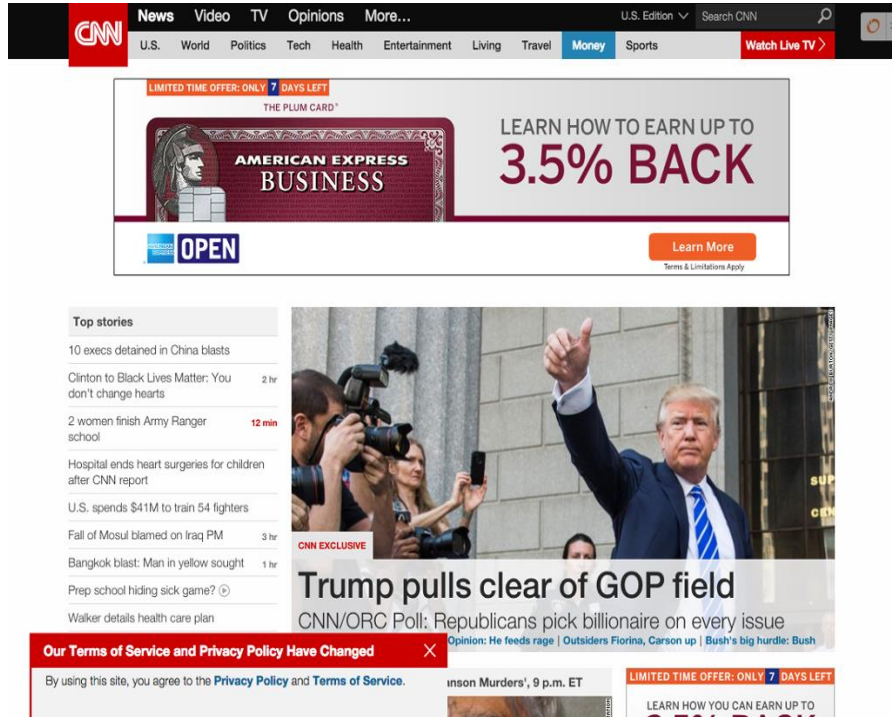 CNN
News Video TV Opinions More...
U.S. Edition Search CNN
U.S. World Politics Tech Health Entertainment Living Travel Money Sports
Watch Live TV
LIMITED TIME OFFER: ONLY 7 DAYS LEFT
THE PLUM CARD®
AMERICAN EXPRESS
BUSINESS
LEARN HOW TO EARN UP TO
3.5% BACK
OPEN
Learn More
Terms & Limitations Apply
Top stories
10 execs detained in China blasts
Clinton to Black Lives Matter: You 2 hr
don't change hearts
2 women finish Army Ranger 12 min
school
Hospital ends heart surgeries for children
after CNN report
U.S. spends $41M to train 54 fighters
Fall of Mosul blamed on Iraq PM 3 hr
Bangkok blast: Man in yellow sought 1 hr
Prep school hiding sick game?
Walker details health care plan
SUP
CNN EXCLUSIVE
Trump pulls clear of GOP field
CNN/ORC Poll: Republicans pick billionaire on every issue
Opinion: He feeds rage | Outsiders Fiorina, Carson up | Bush's big hurdle: Bush
Our Terms of Service and Privacy Policy Have Changed
By using this site, you agree to the Privacy Policy and Terms of Service.
Murders', 9 p.m. ET
LIMITED TIME OFFER: ONLY 7 DAYS LEFT
LEARN HOW YOU CAN EARN UP TO